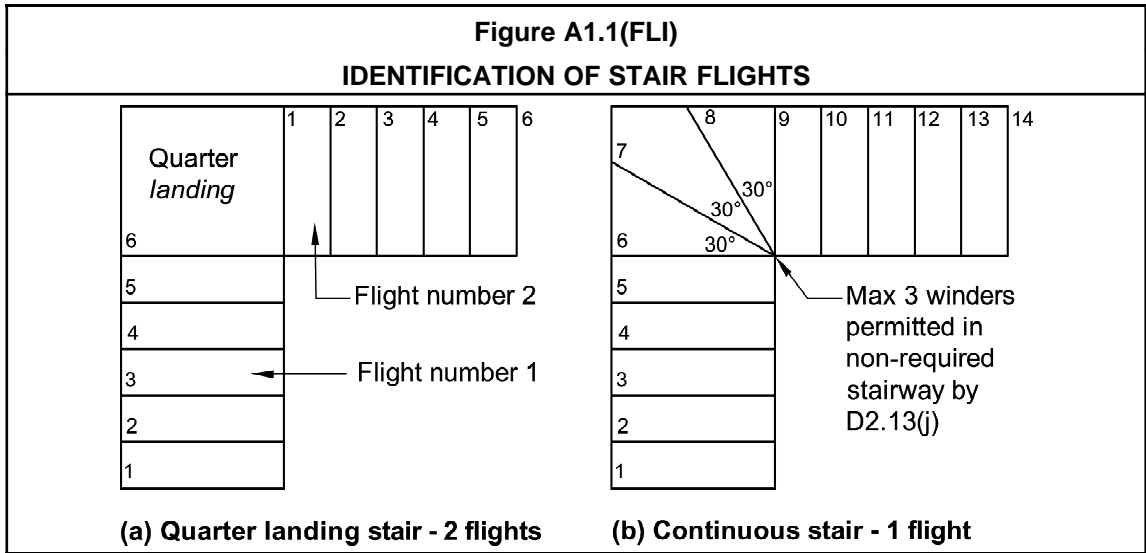 Figure A1.1(FLI)
IDENTIFICATION OF STAIR FLIGHTS
Quarter
landing
1 2 3 4 5 6
6
5
4
3
2
1
Flight number 2
Flight number 1
(a) Quarter landing stair - 2 flights
8 9 10 11 12 13 14
7
30°
30°
30°
6
5
4
3
2
1
Max 3 winders
permitted in
non-required
stairway by
D2.13(j)
(b) Continuous stair - 1 flight